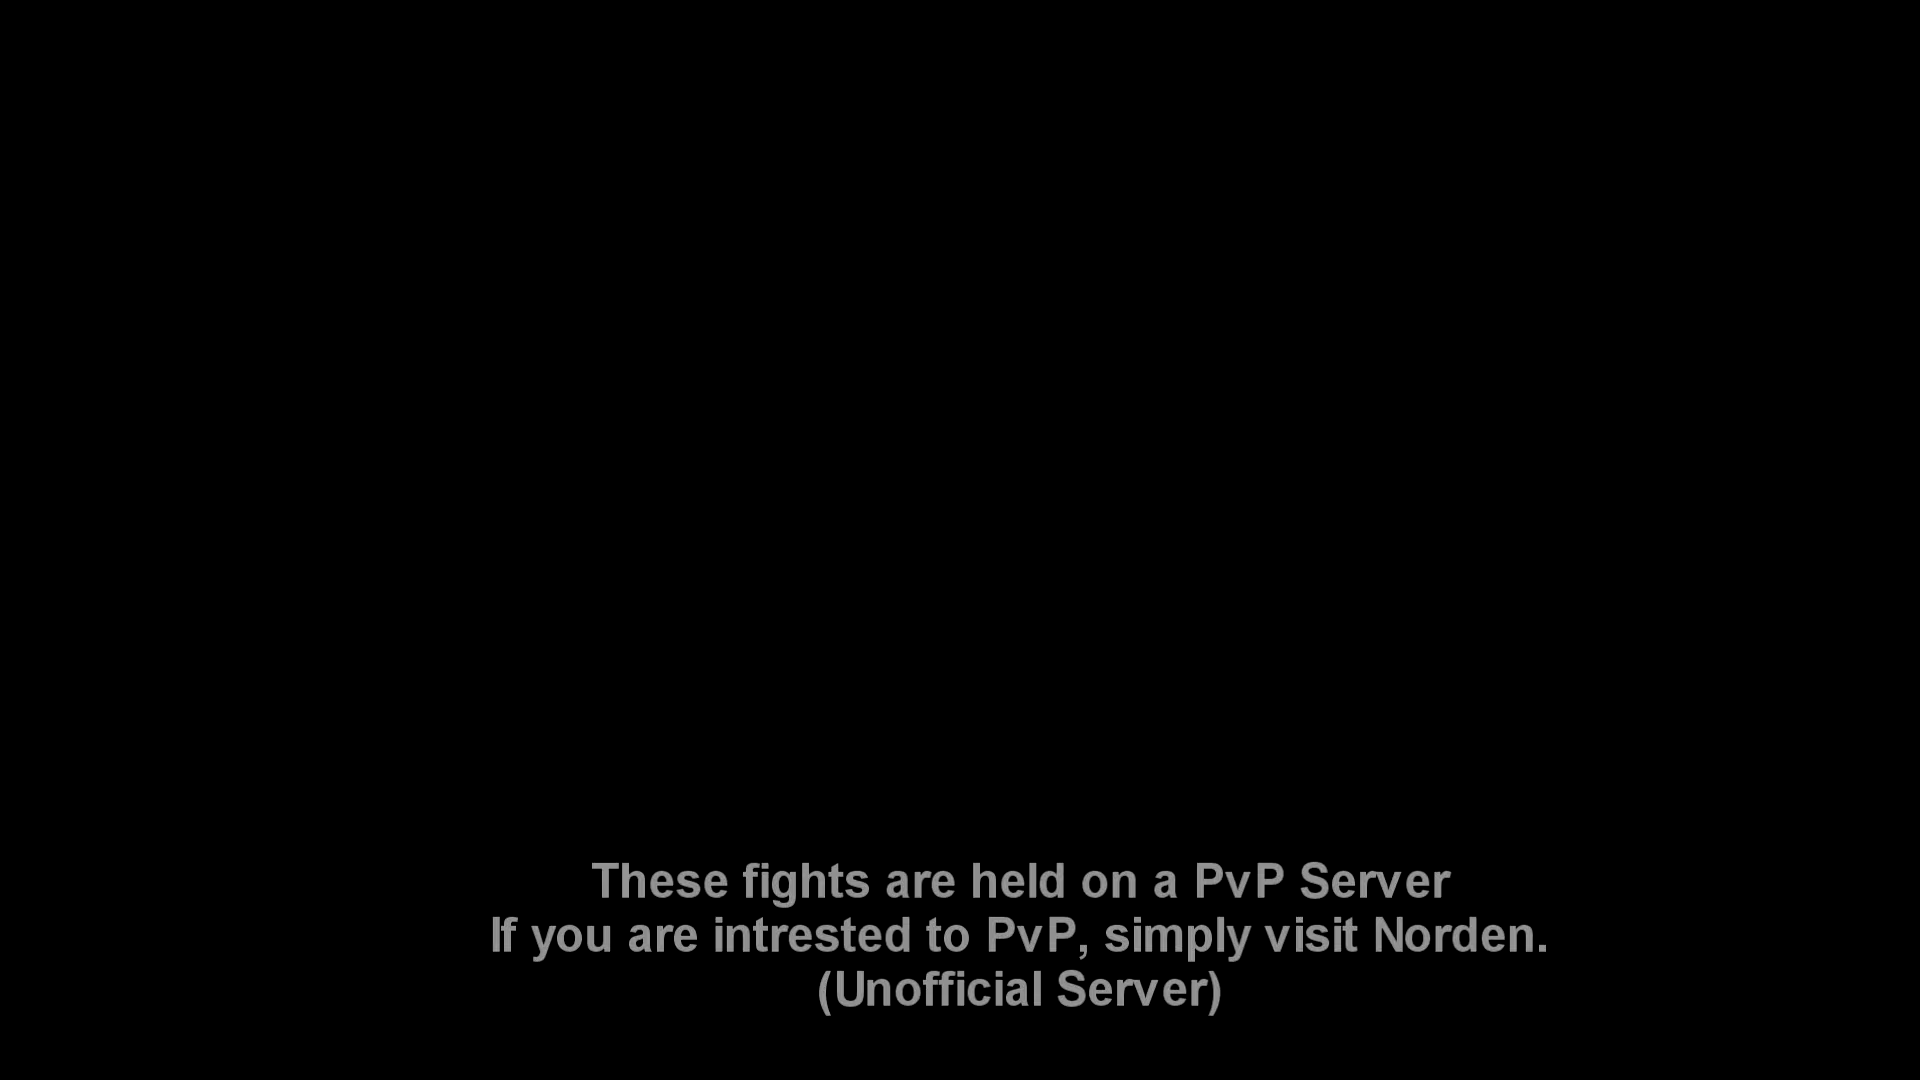 These fights are held on a PvP Server
If you are intrested to PvP, simply visit Norden.
(Unofficial Server)